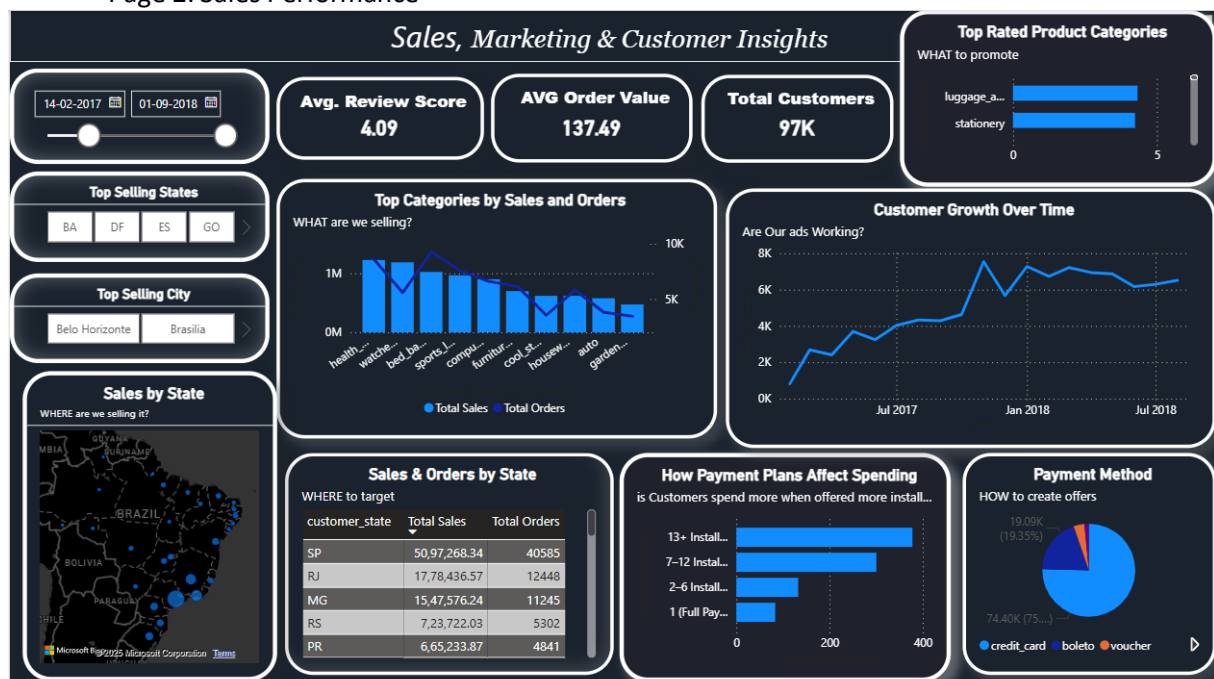 Page 2: Sales Performance
Sales, Marketing & Customer Insights
Top Rated Product Categories
WHAT to promote
luggage_a...
stationery
0
5
14-02-2017
01-09-2018
Avg. Review Score
4.09
AVG Order Value
137.49
Total Customers
97K
Top Selling States
BA
DF
ES
GO
Top Selling City
Belo Horizonte
Brasilia
Top Categories by Sales and Orders
WHAT are we selling?
10K
1M
5K
0M
health_...
watche...
bed_ba...
sports_l...
compu...
furnitur...
cool_st...
housew...
auto
garden...
Total Sales
Total Orders
Customer Growth Over Time
Are Our ads Working?
8K
6K
4K
2K
0K
Jul 2017
Jan 2018
Jul 2018
Sales by State
WHERE are we selling it?
GUYANA
SURINAME
BRAZIL
BOLIVIA
PARAGUAY
Microsoft
©2025 Microsoft Corporation
Terms
Sales & Orders by State
WHERE to target
customer_state Total Sales Total Orders
SP 50,97,268.34 40585
RJ 17,78,436.57 12448
MG 15,47,576.24 11245
RS 7,23,722.03 5302
PR 6,65,233.87 4841
How Payment Plans Affect Spending
is Customers spend more when offered more install...
13+ Install...
7–12 Instal...
2–6 Install...
1 (Full Pay...
0
200
400
Payment Method
HOW to create offers
19.09K
(19.35%)
74.40K (75....)
credit_card
boleto
voucher